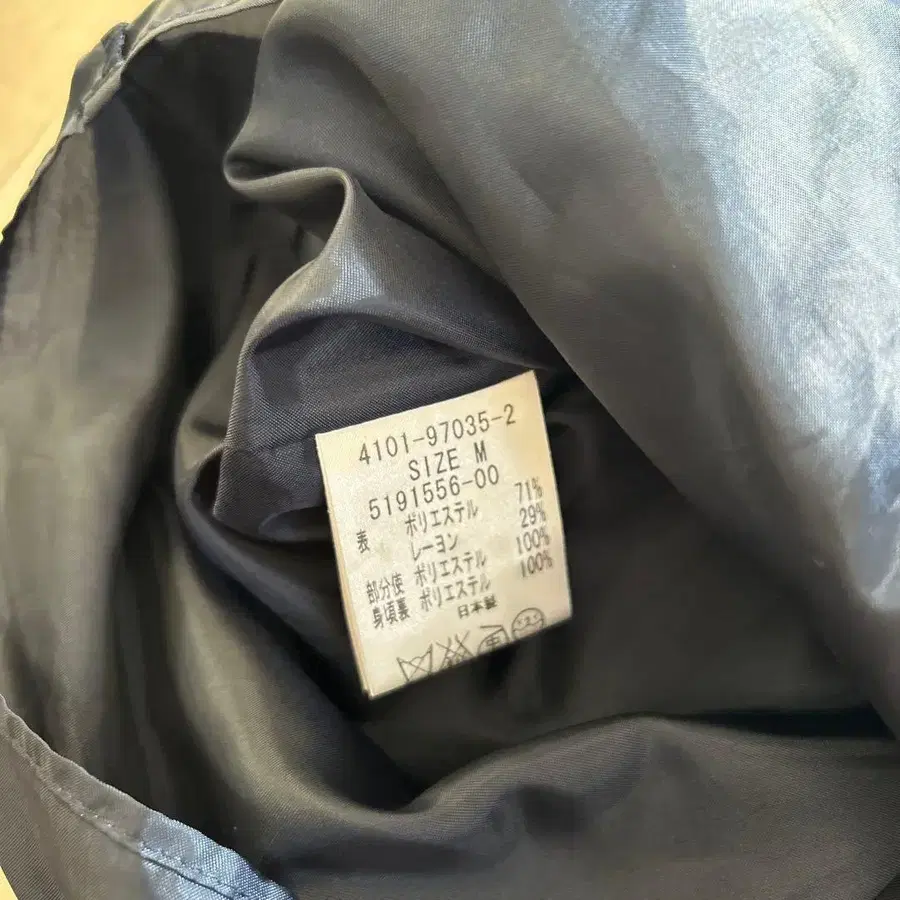 4101-97035-2
SIZE M
5191556-00
表 ポリエステル 71%
レーヨン 29%
部分使 ポリエステル 100%
身頃裏 ポリエステル 100%
日本製